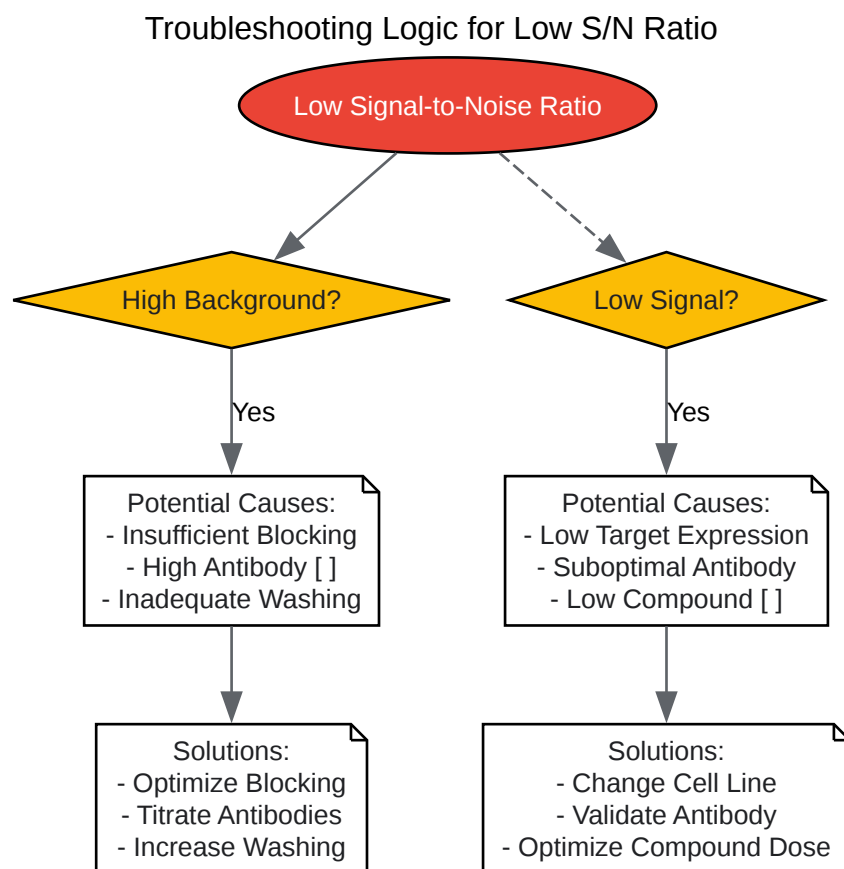 Troubleshooting Logic for Low S/N Ratio
Low Signal-to-Noise Ratio
High Background?
Low Signal?
Yes
Yes
Potential Causes:
- Insufficient Blocking
- High Antibody [ ]
- Inadequate Washing
Potential Causes:
- Low Target Expression
- Suboptimal Antibody
- Low Compound [ ]
Solutions:
- Optimize Blocking
- Titrate Antibodies
- Increase Washing
Solutions:
- Change Cell Line
- Validate Antibody
- Optimize Compound Dose